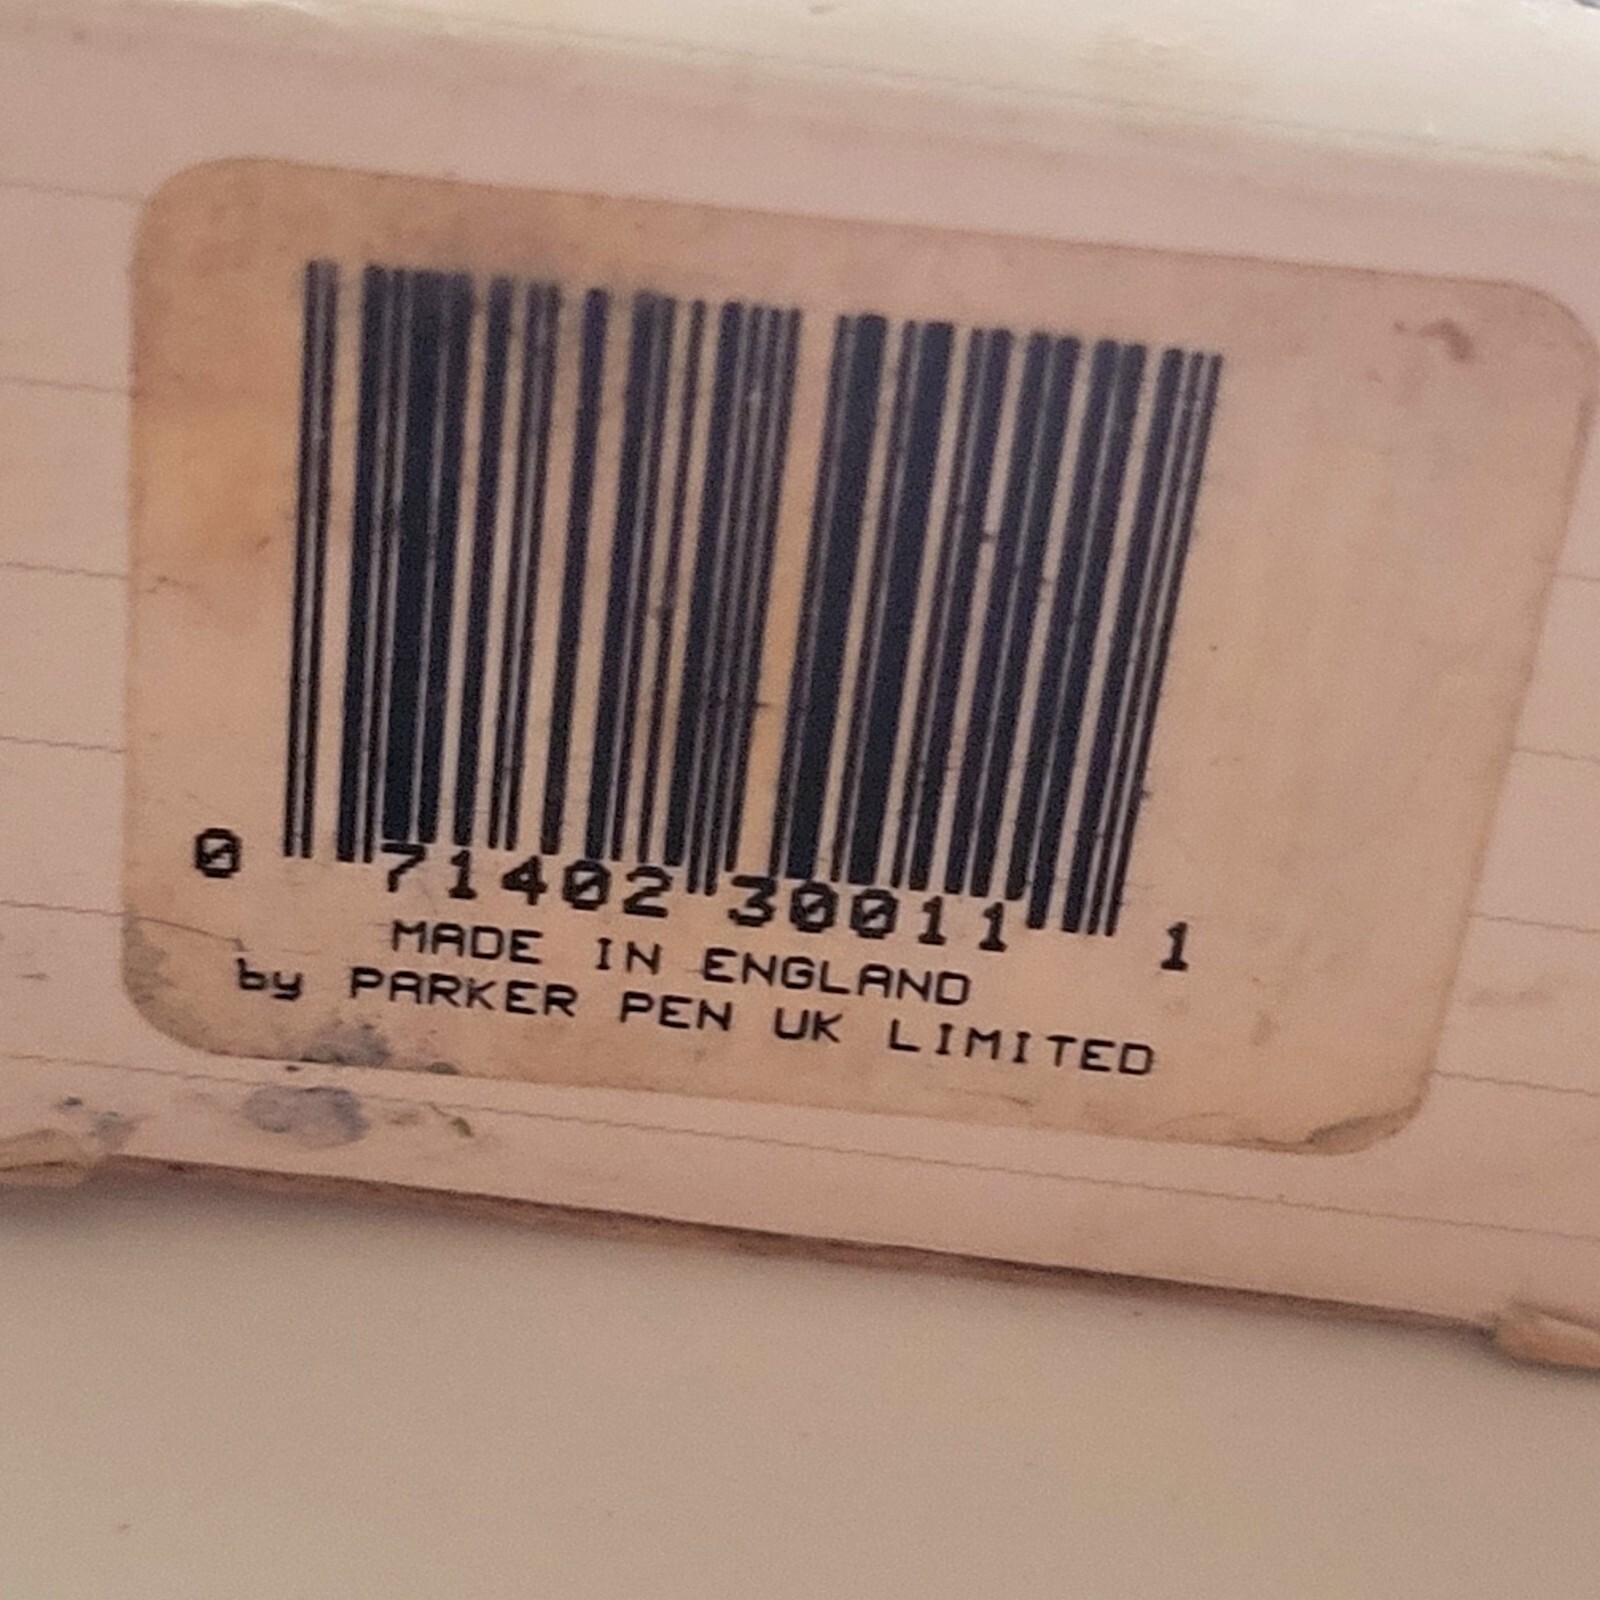 0 71402 30011 1
MADE IN ENGLAND
by PARKER PEN UK LIMITED